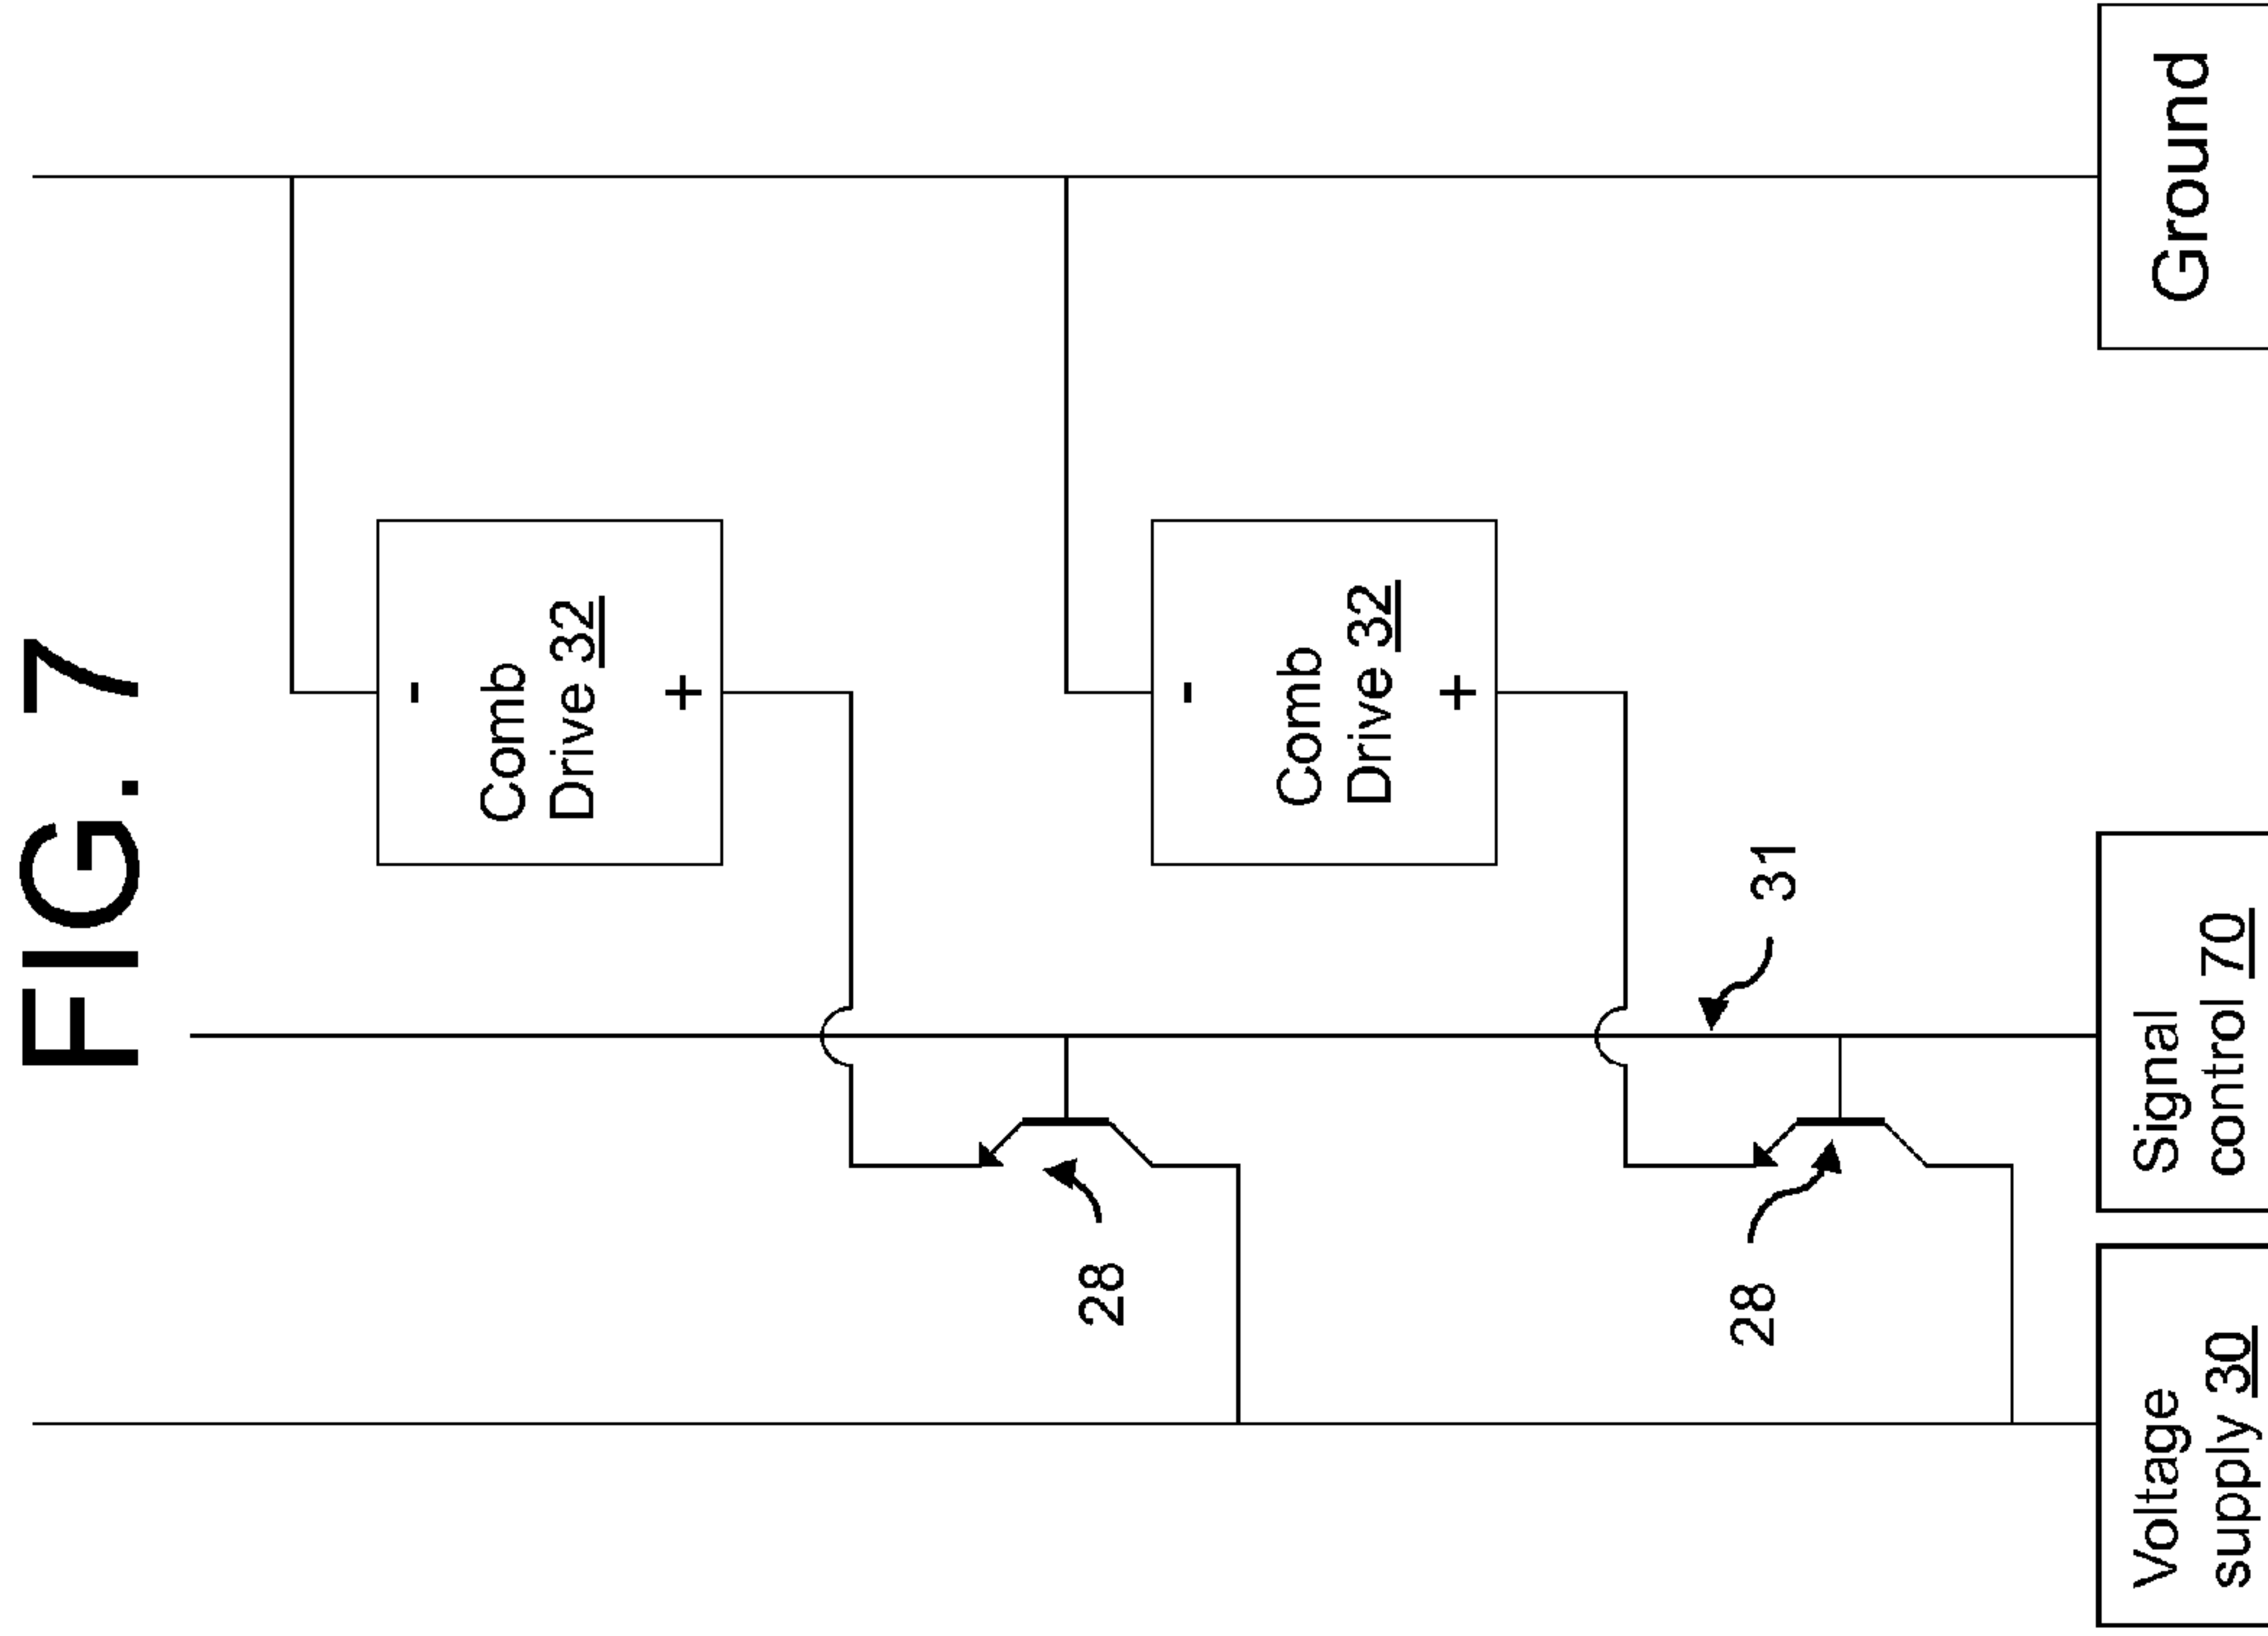 FIG. 7
Comb
Drive 32
-
+
Comb
Drive 32
-
+
28
28
31
Voltage
supply 30
Signal
control 70
Ground